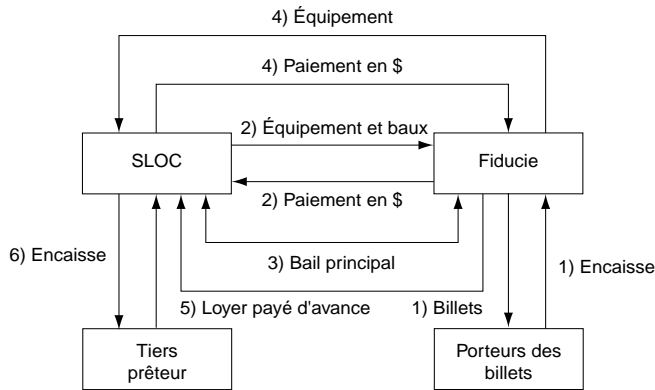 4) Équipement
4) Paiement en $
2) Équipement et baux
SLOC
Fiducie
2) Paiement en $
6) Encaisse
3) Bail principal
1) Encaisse
5) Loyer payé d'avance
1) Billets
Tiers
prêteur
Porteurs des
billets